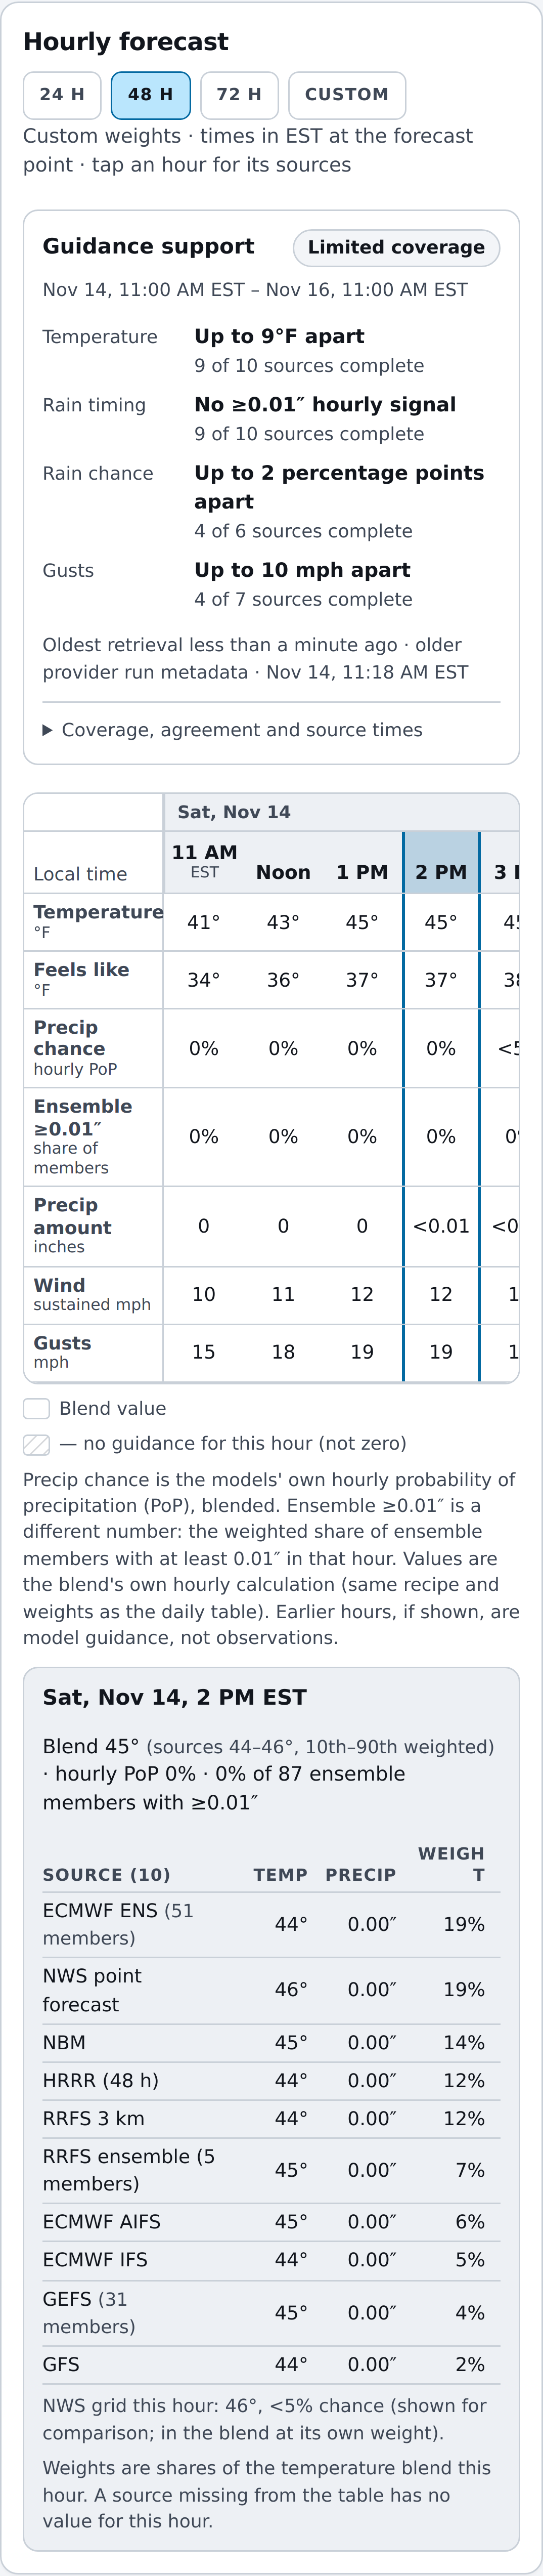 Hourly forecast
24 H 48 H 72 H CUSTOM
Custom weights · times in EST at the forecast
point · tap an hour for its sources
Guidance support Limited coverage
Nov 14, 11:00 AM EST – Nov 16, 11:00 AM EST
Temperature Up to 9°F apart
9 of 10 sources complete
Rain timing No ≥0.01″ hourly signal
9 of 10 sources complete
Rain chance Up to 2 percentage points
apart
4 of 6 sources complete
Gusts Up to 10 mph apart
4 of 7 sources complete
Oldest retrieval less than a minute ago · older
provider run metadata · Nov 14, 11:18 AM EST
▶ Coverage, agreement and source times
Sat, Nov 14
Local time 11 AM EST Noon 1 PM 2 PM 3
Temperature °F 41° 43° 45° 45°
Feels like °F 34° 36° 37° 37°
Precip
chance
hourly PoP 0% 0% 0% 0%
Ensemble
≥0.01″
share of
members 0% 0% 0% 0%
Precip
amount
inches 0 0 0 <0.01
Wind
sustained mph 10 11 12 12
Gusts
mph 15 18 19 19
Blend value
— no guidance for this hour (not zero)
Precip chance is the models' own hourly probability of
precipitation (PoP), blended. Ensemble ≥0.01″ is a
different number: the weighted share of ensemble
members with at least 0.01″ in that hour. Values are
the blend's own hourly calculation (same recipe and
weights as the daily table). Earlier hours, if shown, are
model guidance, not observations.
Sat, Nov 14, 2 PM EST
Blend 45° (sources 44–46°, 10th–90th weighted)
· hourly PoP 0% · 0% of 87 ensemble
members with ≥0.01″
SOURCE (10) TEMP PRECIP WEIGH
T
ECMWF ENS (51
members) 44° 0.00″ 19%
NWS point
forecast 46° 0.00″ 19%
NBM 45° 0.00″ 14%
HRRR (48 h) 44° 0.00″ 12%
RRFS 3 km 44° 0.00″ 12%
RRFS ensemble (5
members) 45° 0.00″ 7%
ECMWF AIFS 45° 0.00″ 6%
ECMWF IFS 44° 0.00″ 5%
GEFS (31
members) 45° 0.00″ 4%
GFS 44° 0.00″ 2%
NWS grid this hour: 46°, <5% chance (shown for
comparison; in the blend at its own weight).
Weights are shares of the temperature blend this
hour. A source missing from the table has no
value for this hour.